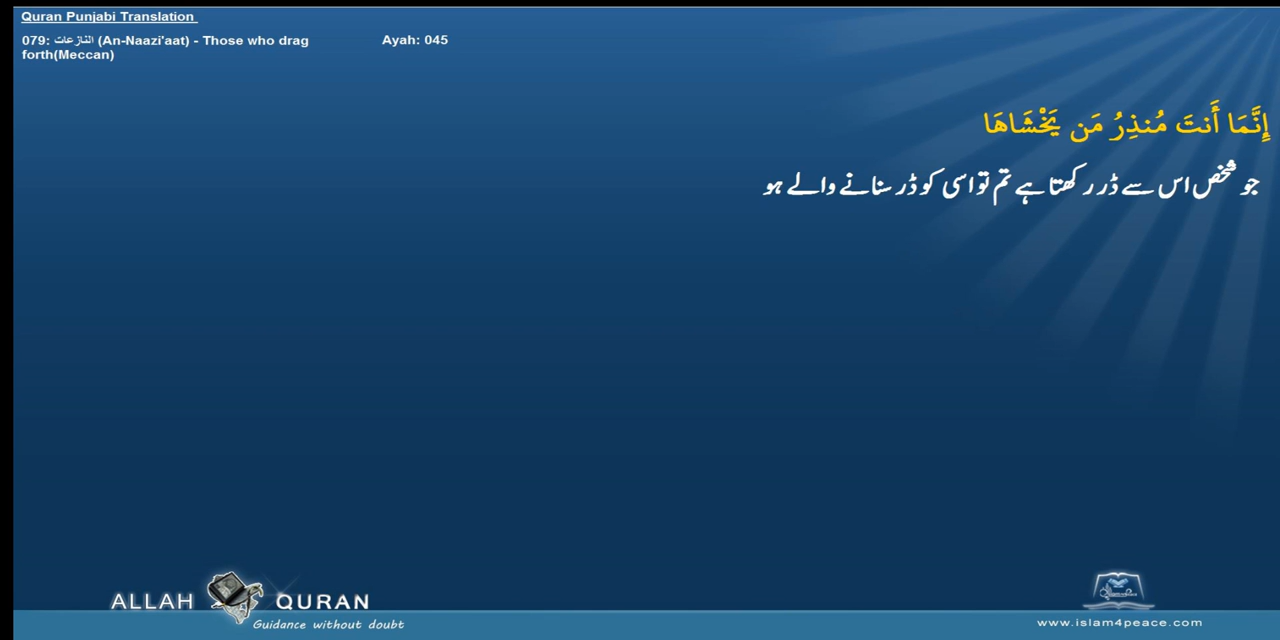 Quran Punjabi Translation
079: النازعات (An-Naazi'aat) - Those who drag forth(Meccan)
Ayah: 045
إِنَّمَا أَنتَ مُنذِرُ مَن يَخْشَاهَا
جو شخص اس سے ڈر رکھتا ہے تم تو اسی کو ڈر سنانے والے ہو
ALLAH QURAN
Guidance without doubt
www.islam4peace.com